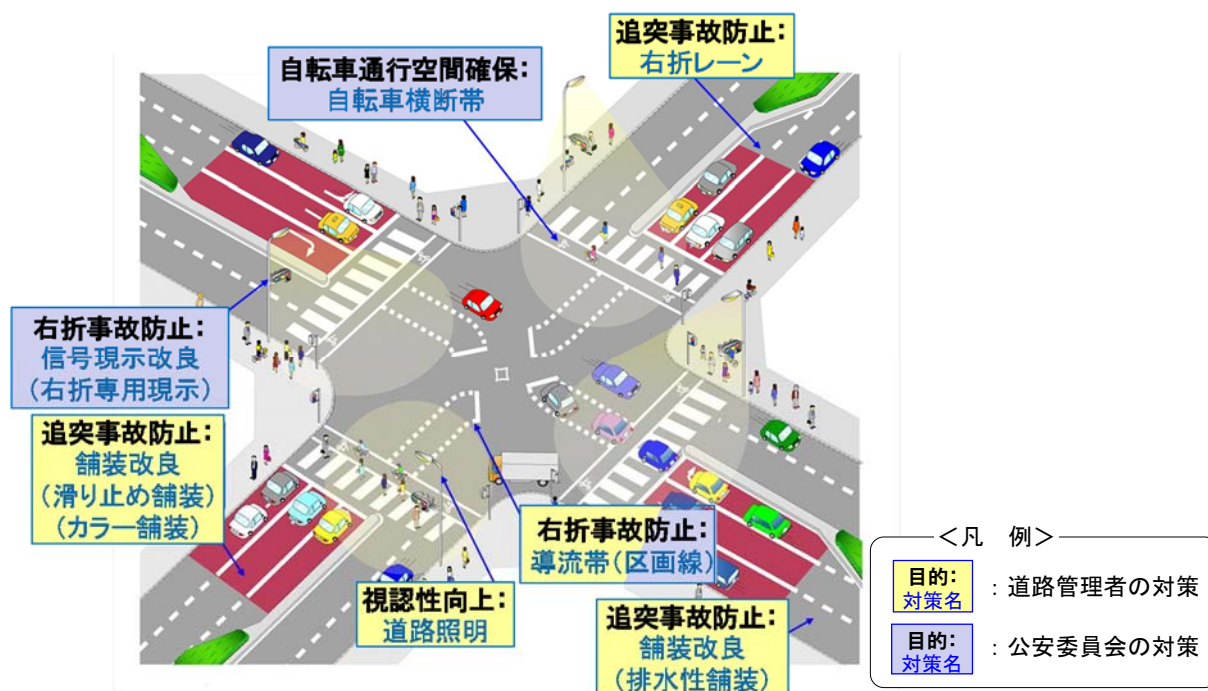 追突事故防止:
右折レーン
自転車通行空間確保:
自転車横断帯
右折事故防止:
信号現示改良
(右折専用現示)
追突事故防止:
舗装改良
(滑り止め舗装)
(カラー舗装)
右折事故防止:
導流帯(区画線)
視認性向上:
道路照明
追突事故防止:
舗装改良
(排水性舗装)
<凡 例>
目的:
対策名
:道路管理者の対策
目的:
対策名
:公安委員会の対策